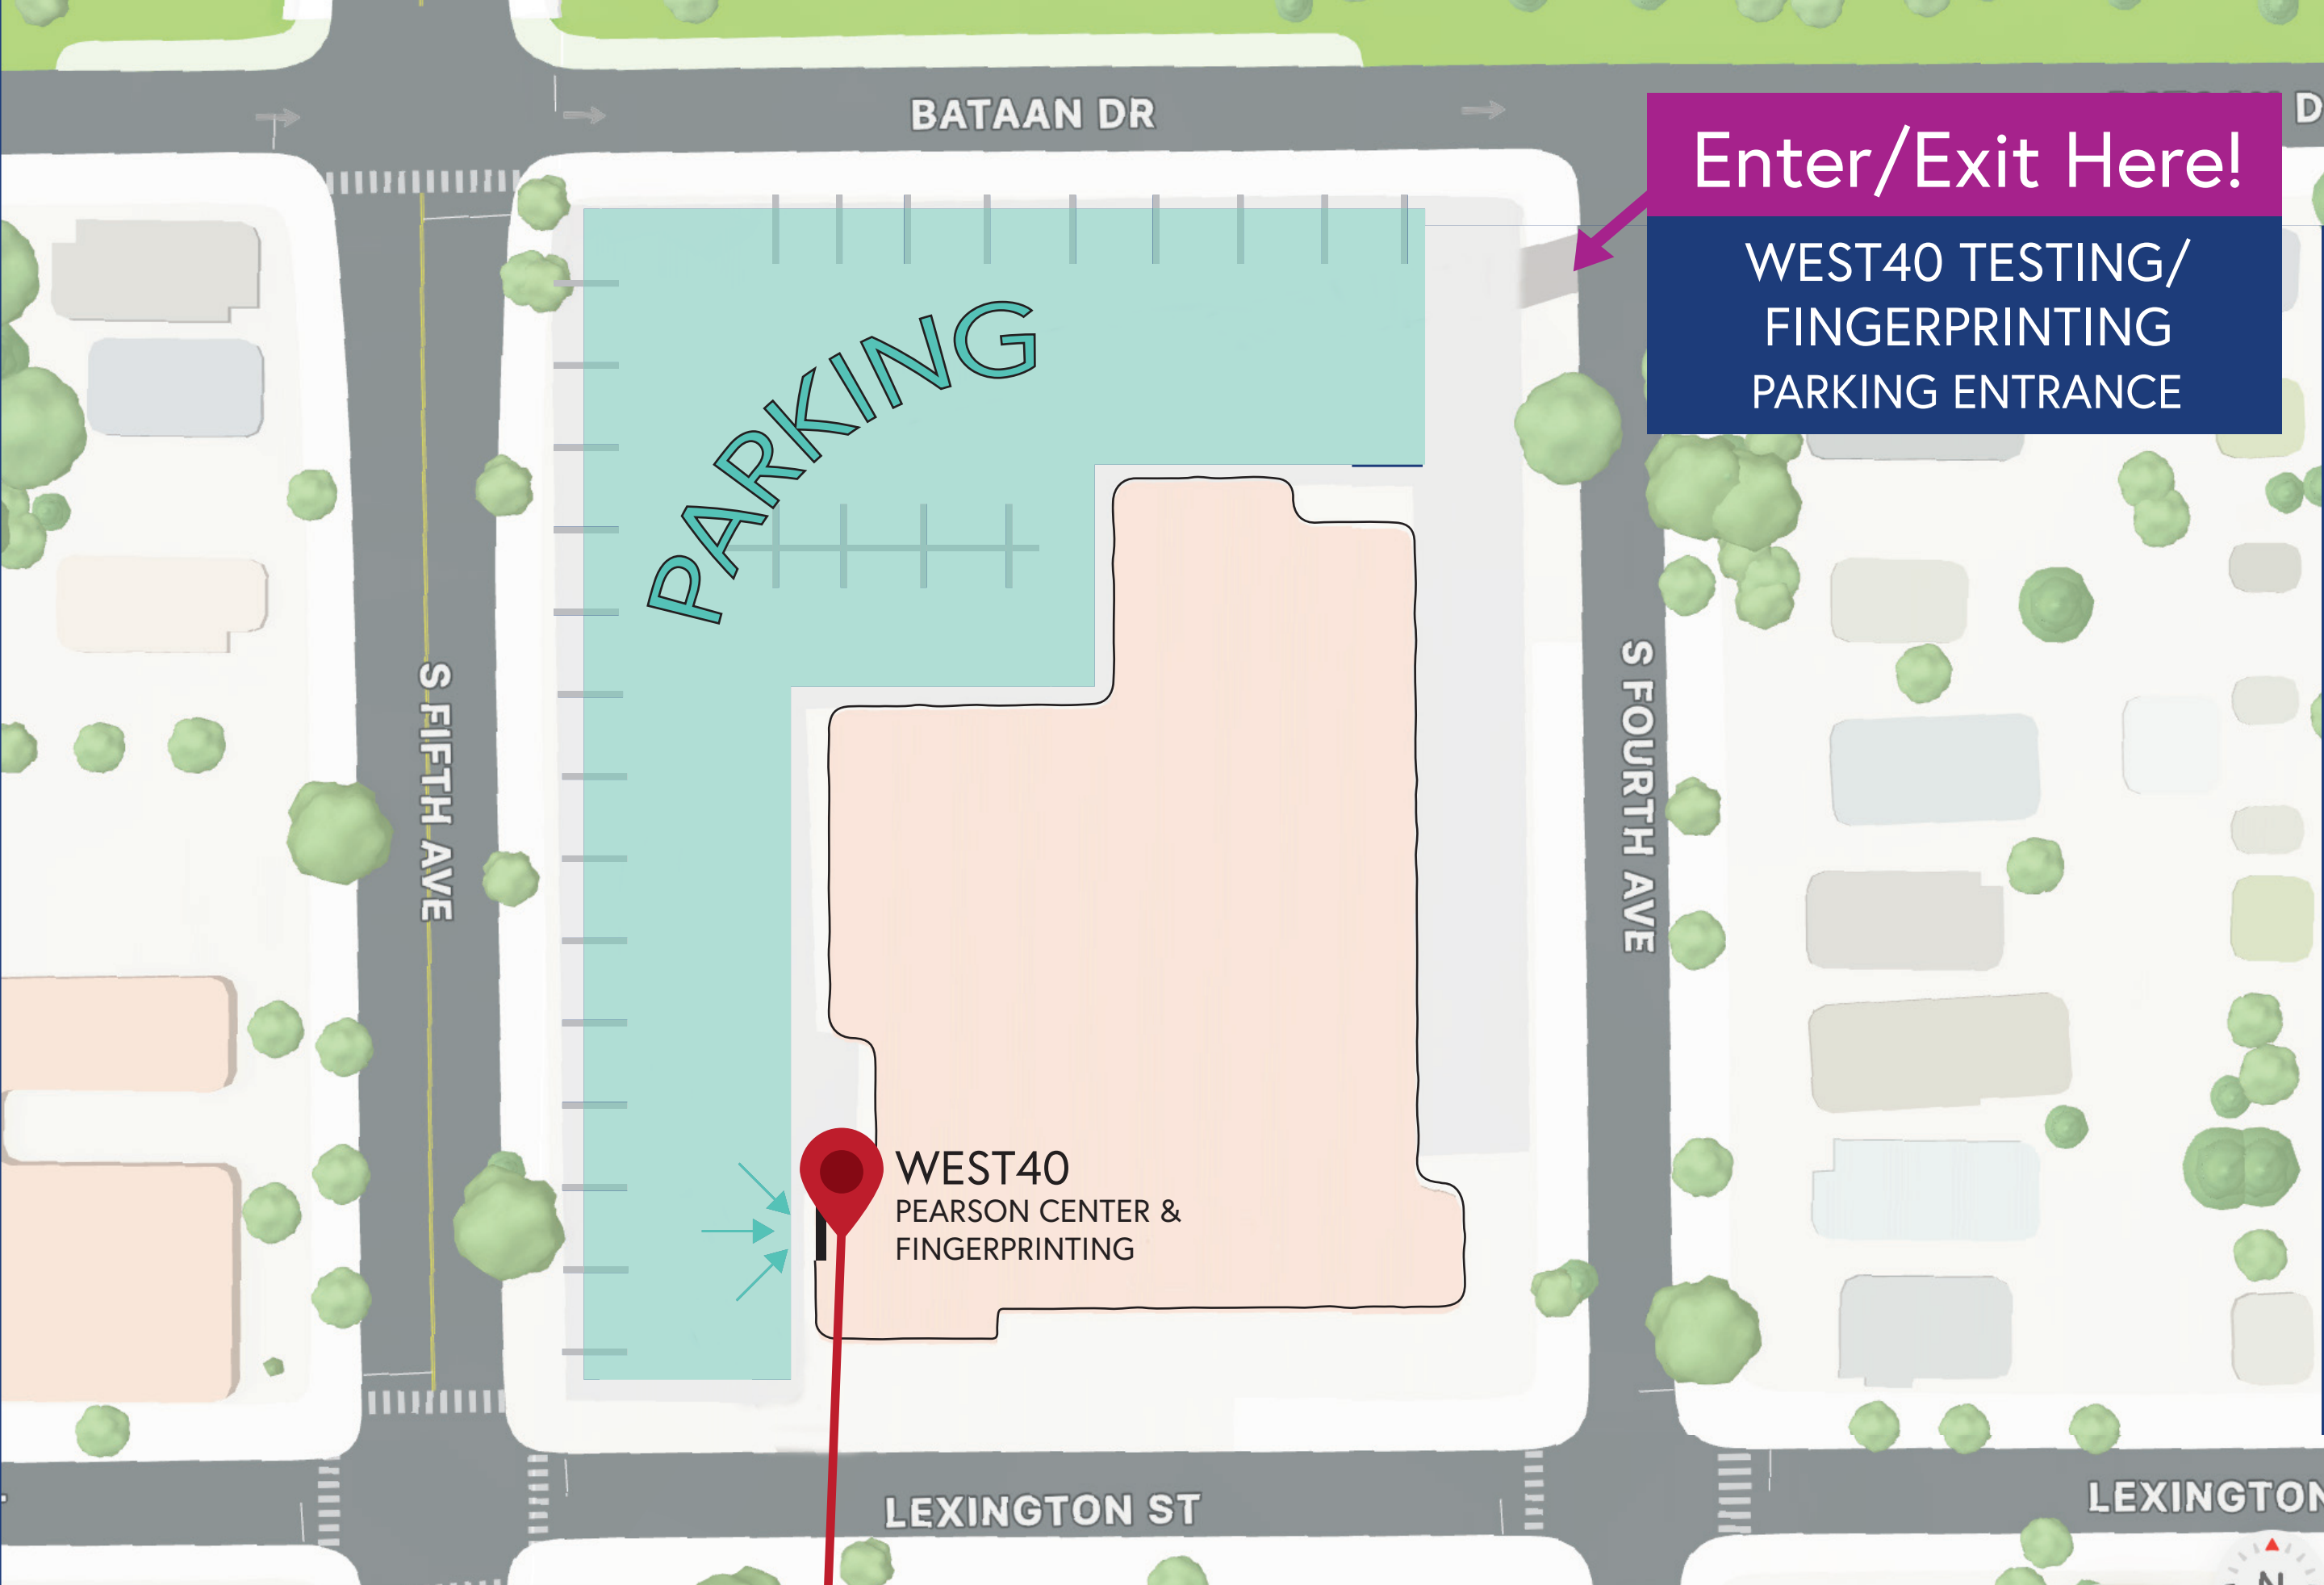 BATAAN DR
Enter/Exit Here!
WEST40 TESTING/
FINGERPRINTING
PARKING ENTRANCE
PARKING
S FIFTH AVE
S FOURTH AVE
WEST40
PEARSON CENTER &
FINGERPRINTING
LEXINGTON ST
LEXINGTON
N